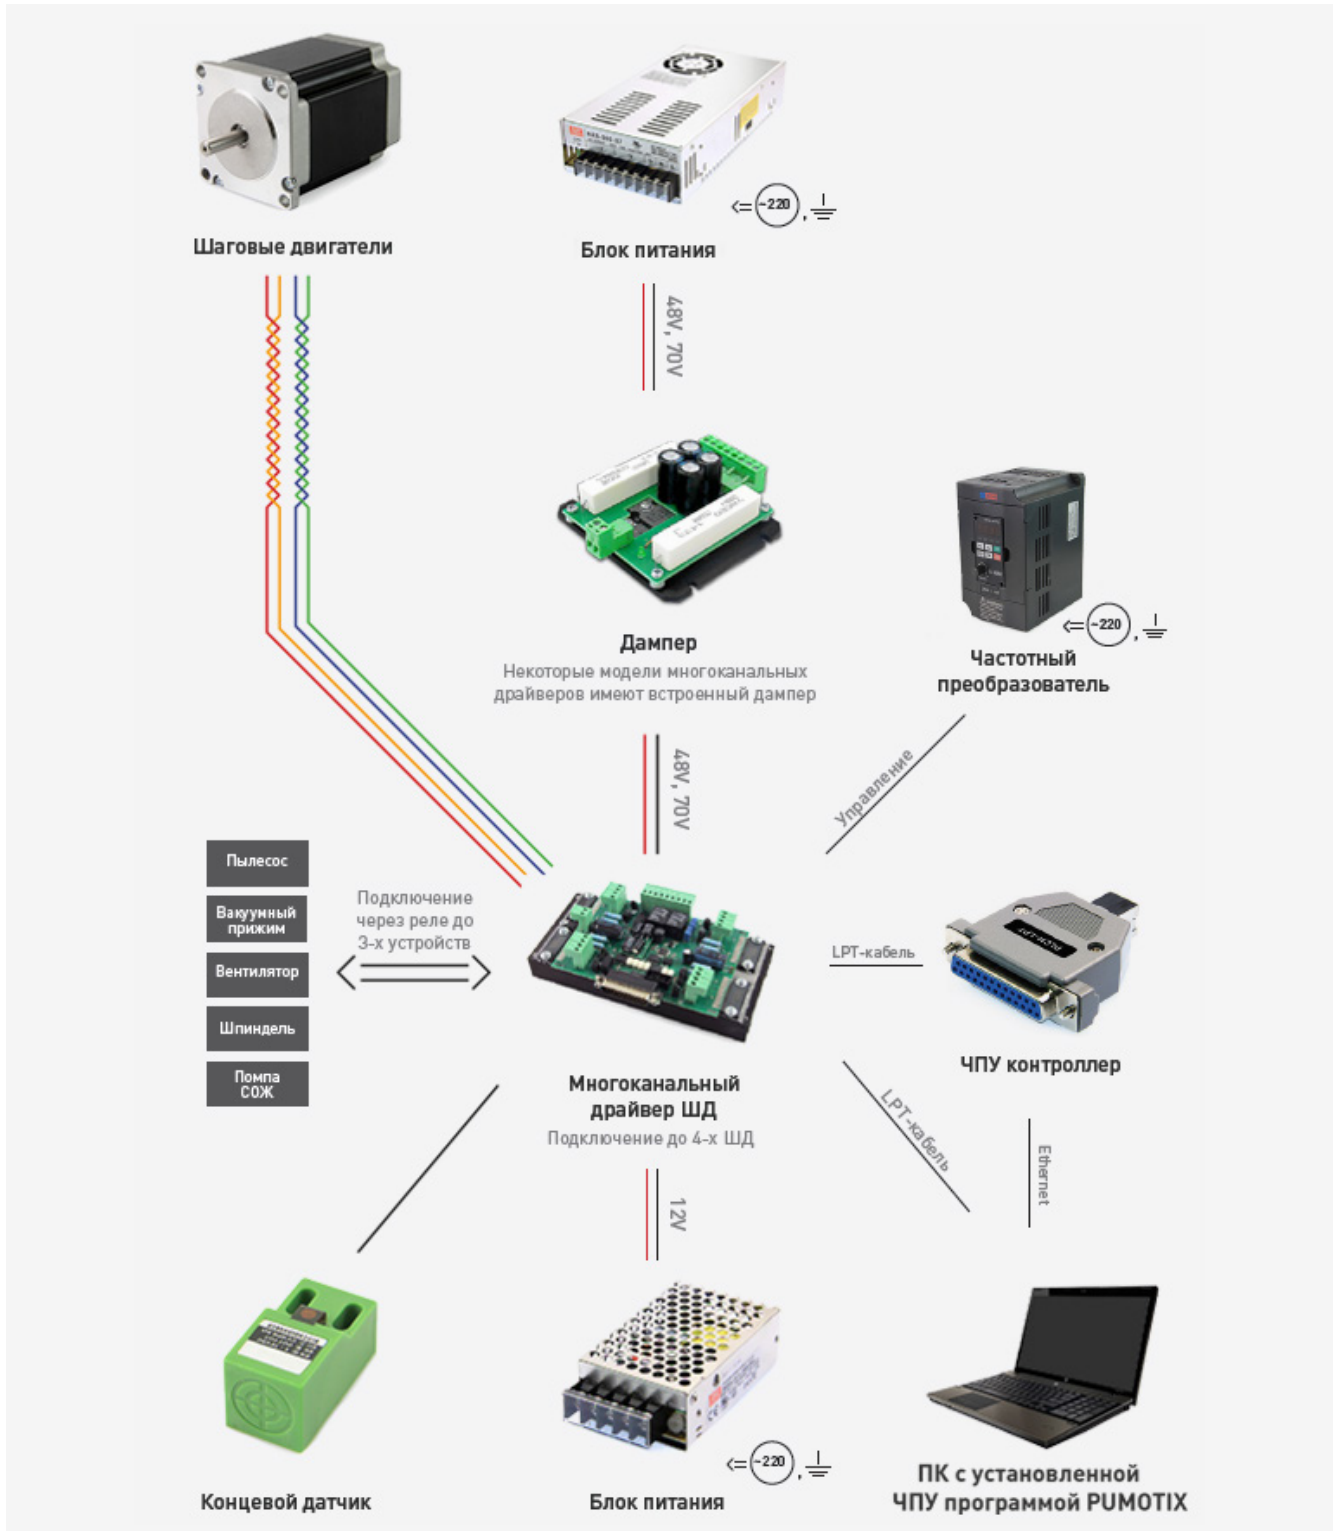 ~220
Шаговые двигатели
Блок питания
48V, 70V
~220
Дампер
Некоторые модели многоканальных
драйверов имеют встроенный дампер
Частотный
преобразователь
48V, 70V
Управление
Пылесос
Вакуумный
прижим
Вентилятор
Шпиндель
Помпа
СОЖ
Подключение
через реле до
3-х устройств
LPT-кабель
PLCM-LPT
ЧПУ контроллер
Многоканальный
драйвер ШД
Подключение до 4-х ШД
LPT-кабель
Ethernet
12V
~220
Концевой датчик
Блок питания
ПК с установленной
ЧПУ программой PUMOTIX